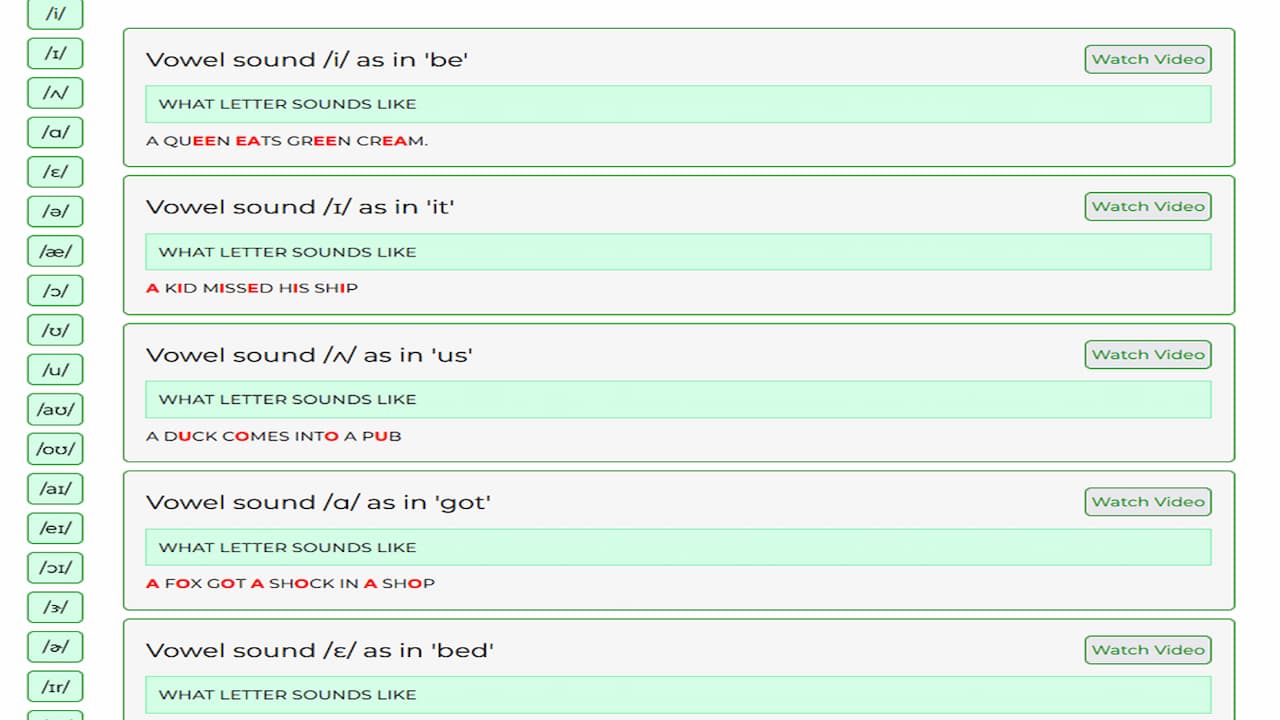 /i/
/ɪ/
/ʌ/
/ɑ/
/ɛ/
/ə/
/æ/
/ɔ/
/ʊ/
/u/
/aʊ/
/oʊ/
/aɪ/
/eɪ/
/ɔɪ/
/ɝ/
/ɚ/
/ɪr/
Vowel sound /i/ as in 'be'
Watch Video
WHAT LETTER SOUNDS LIKE
A QUEEN EATS GREEN CREAM.
Vowel sound /ɪ/ as in 'it'
Watch Video
WHAT LETTER SOUNDS LIKE
A KID MISSED HIS SHIP
Vowel sound /ʌ/ as in 'us'
Watch Video
WHAT LETTER SOUNDS LIKE
A DUCK COMES INTO A PUB
Vowel sound /ɑ/ as in 'got'
Watch Video
WHAT LETTER SOUNDS LIKE
A FOX GOT A SHOCK IN A SHOP
Vowel sound /ɛ/ as in 'bed'
Watch Video
WHAT LETTER SOUNDS LIKE